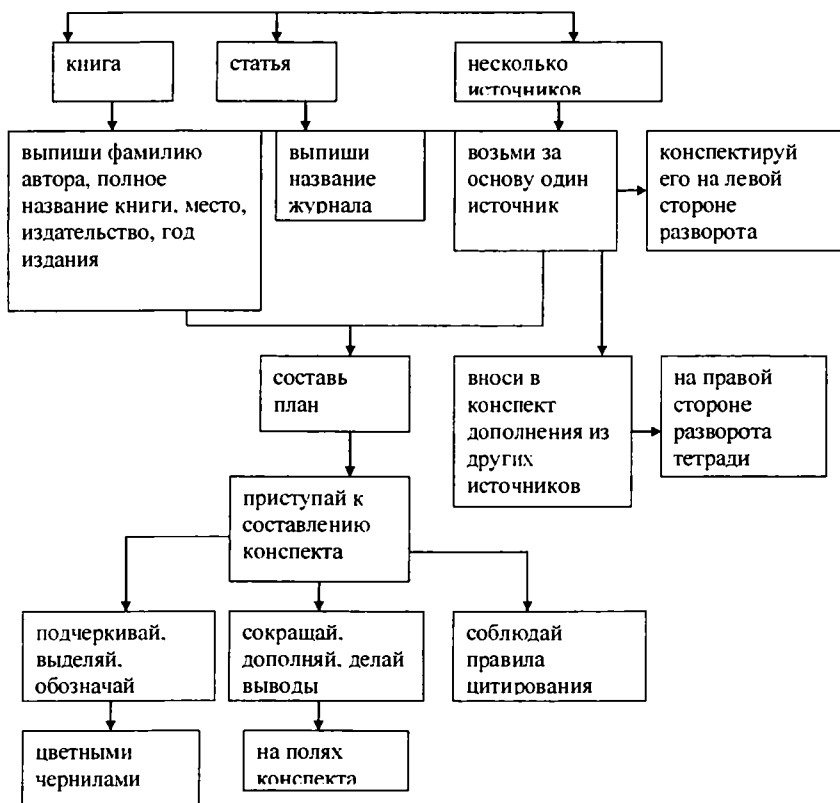 книга
статья
несколько
источников
выпиши фамилию
автора, полное
название книги, место,
издательство, год
издания
выпиши
название
журнала
возьми за
основу один
источник
конспектируй
его на левой
стороне
разворота
составь
план
вноси в
конспект
дополнения из
других
источников
на правой
стороне
разворота
тетради
приступай к
составлению
конспекта
подчеркивай,
выделяй,
обозначай
сокращай,
дополняй, делай
выводы
соблюдай
правила
цитирования
цветными
чернилами
на полях
конспекта